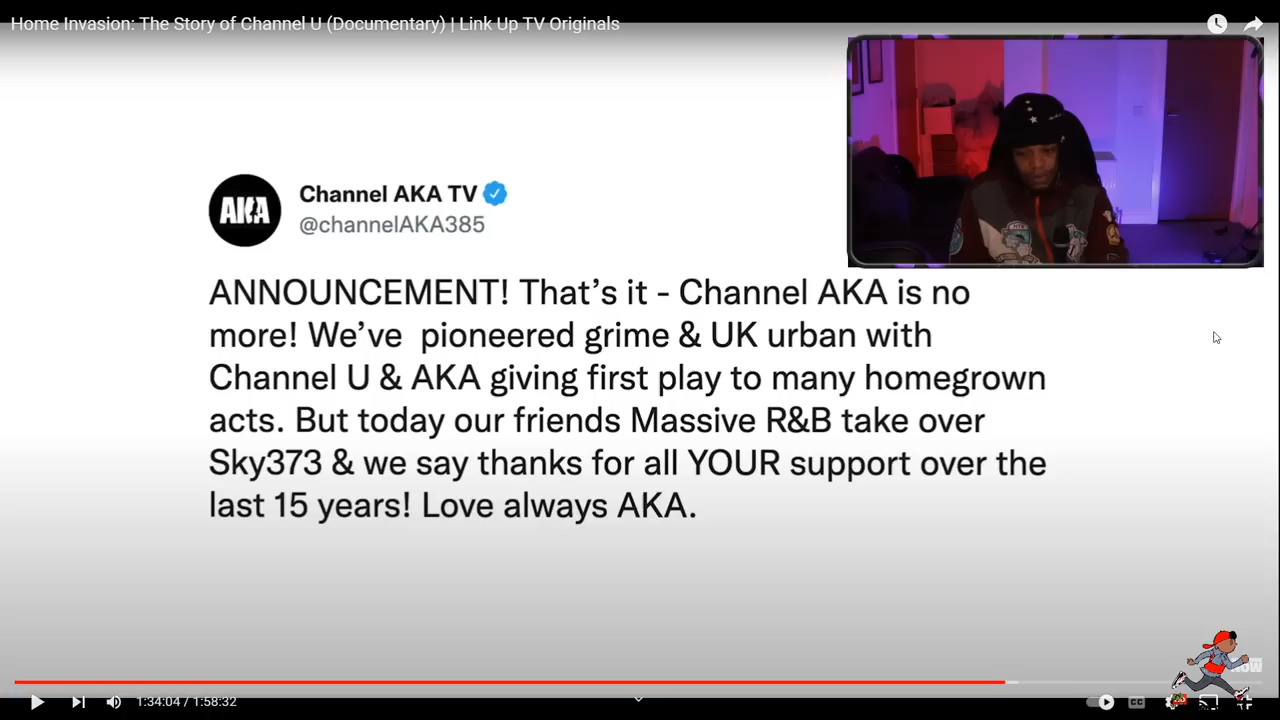 Home Invasion: The Story of Channel U (Documentary) | Link Up TV Originals
AKA
Channel AKA TV
@channelAKA385
ANNOUNCEMENT! That’s it - Channel AKA is no
more! We’ve pioneered grime & UK urban with
Channel U & AKA giving first play to many homegrown
acts. But today our friends Massive R&B take over
Sky373 & we say thanks for all YOUR support over the
last 15 years! Love always AKA.
1:34:04 / 1:58:32
CC